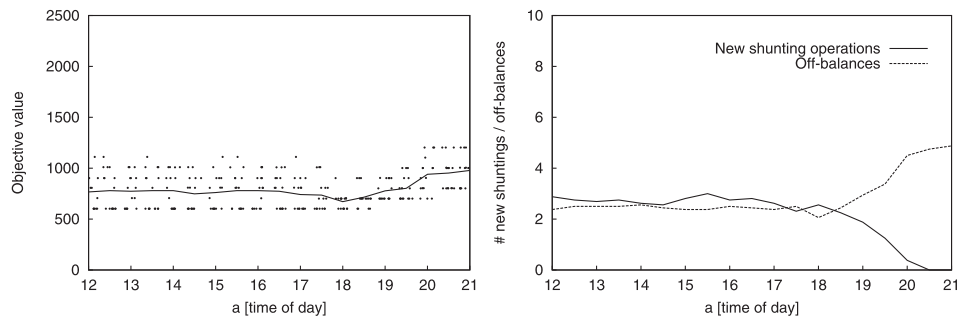 2500
2000
1500
1000
500
0
Objective value
12 13 14 15 16 17 18 19 20 21
a [time of day]
10
8
6
4
2
0
# new shuntings / off-balances
New shunting operations
Off-balances
12 13 14 15 16 17 18 19 20 21
a [time of day]